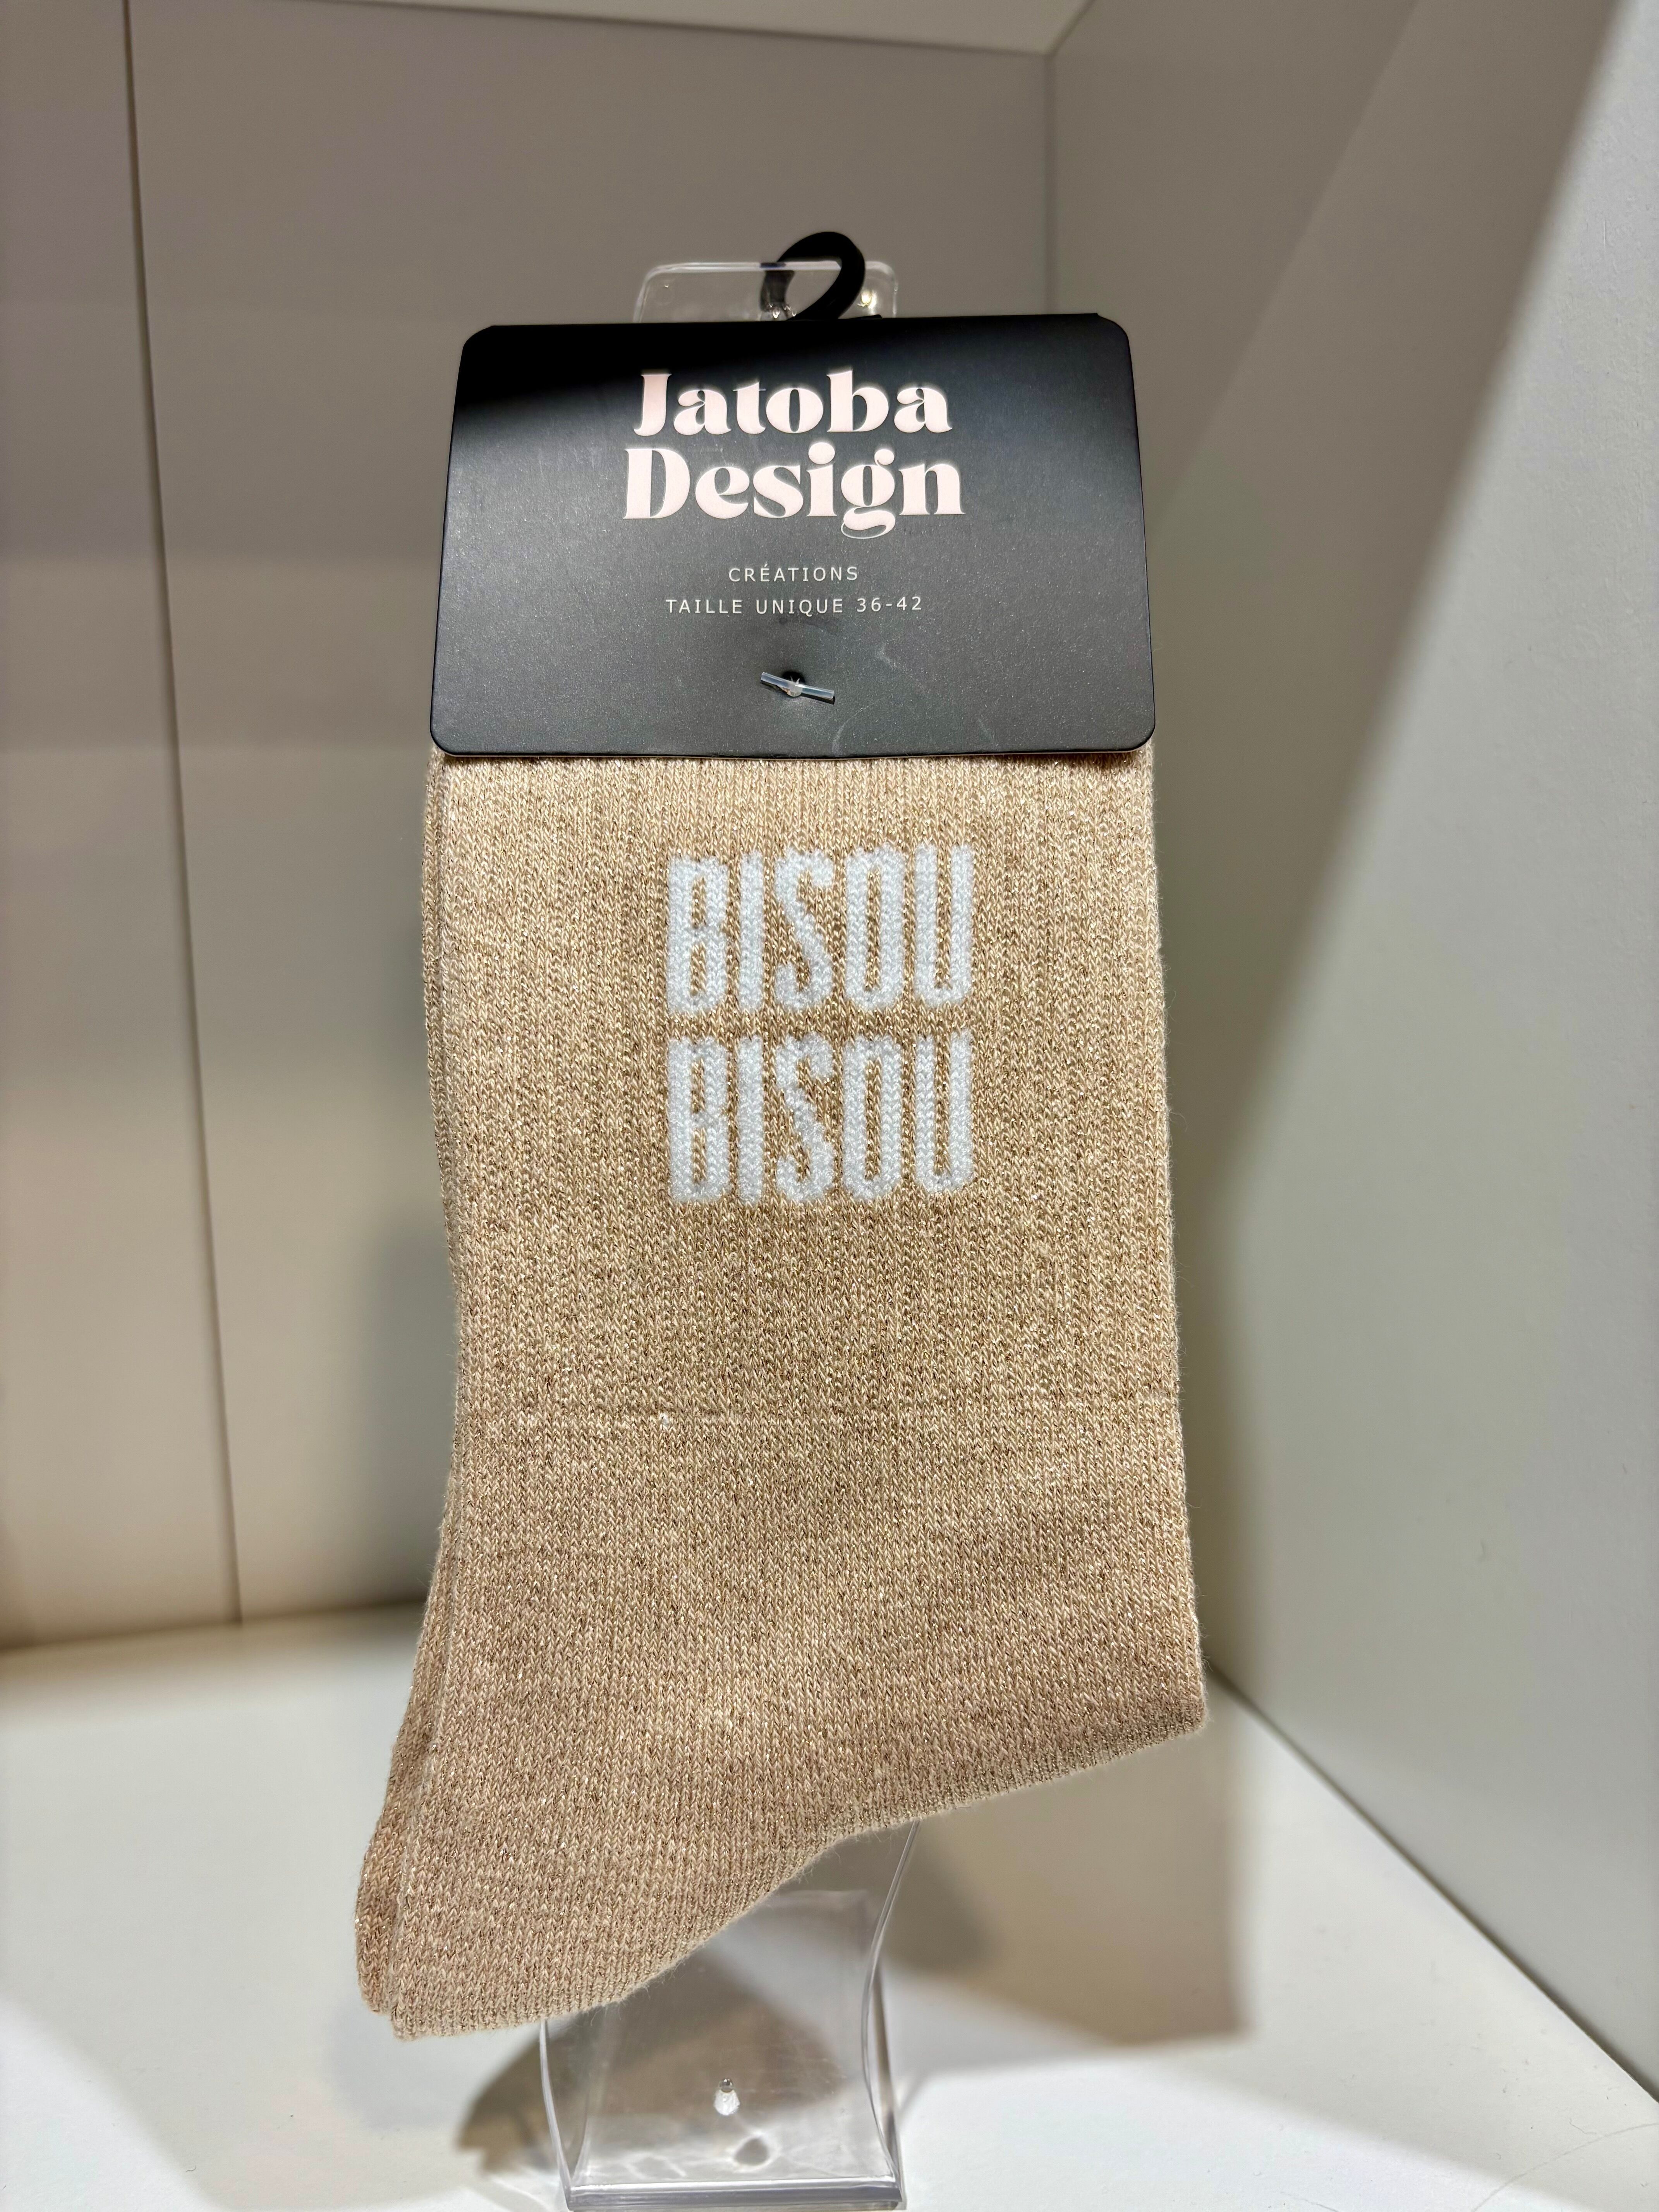 Jatoba
Design
CRÉATIONS
TAILLE UNIQUE 36-42
BISOU
BISOU